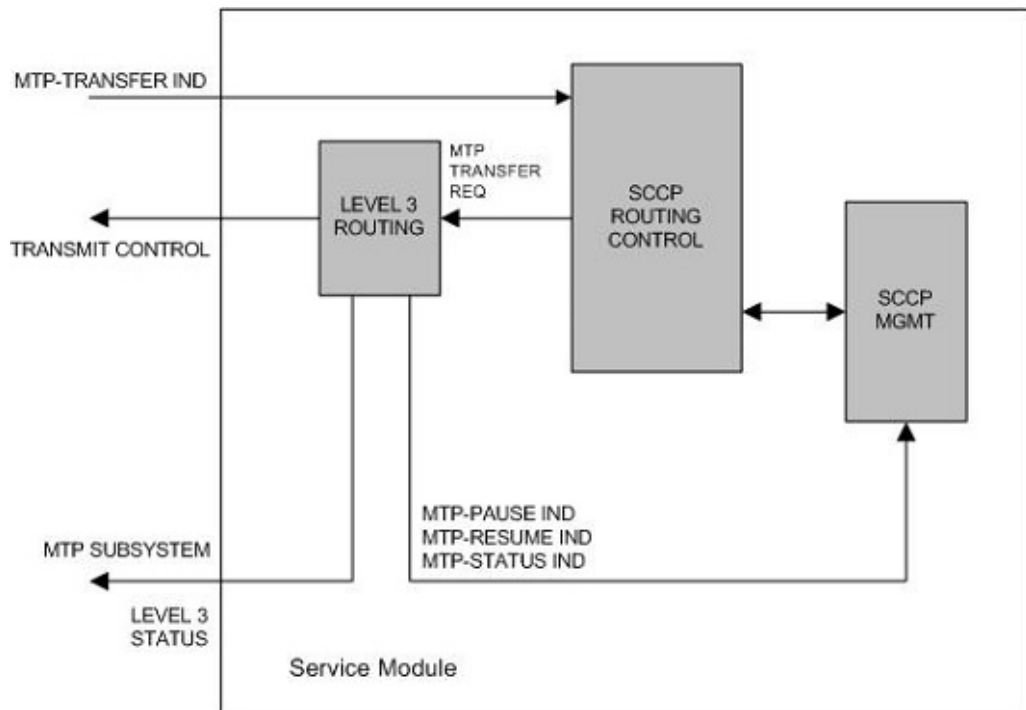 MTP-TRANSFER IND
MTP
TRANSFER
REQ
LEVEL 3
ROUTING
SCCP
ROUTING
CONTROL
TRANSMIT CONTROL
SCCP
MGMT
MTP-PAUSE IND
MTP-RESUME IND
MTP-STATUS IND
MTP SUBSYSTEM
LEVEL 3
STATUS
Service Module